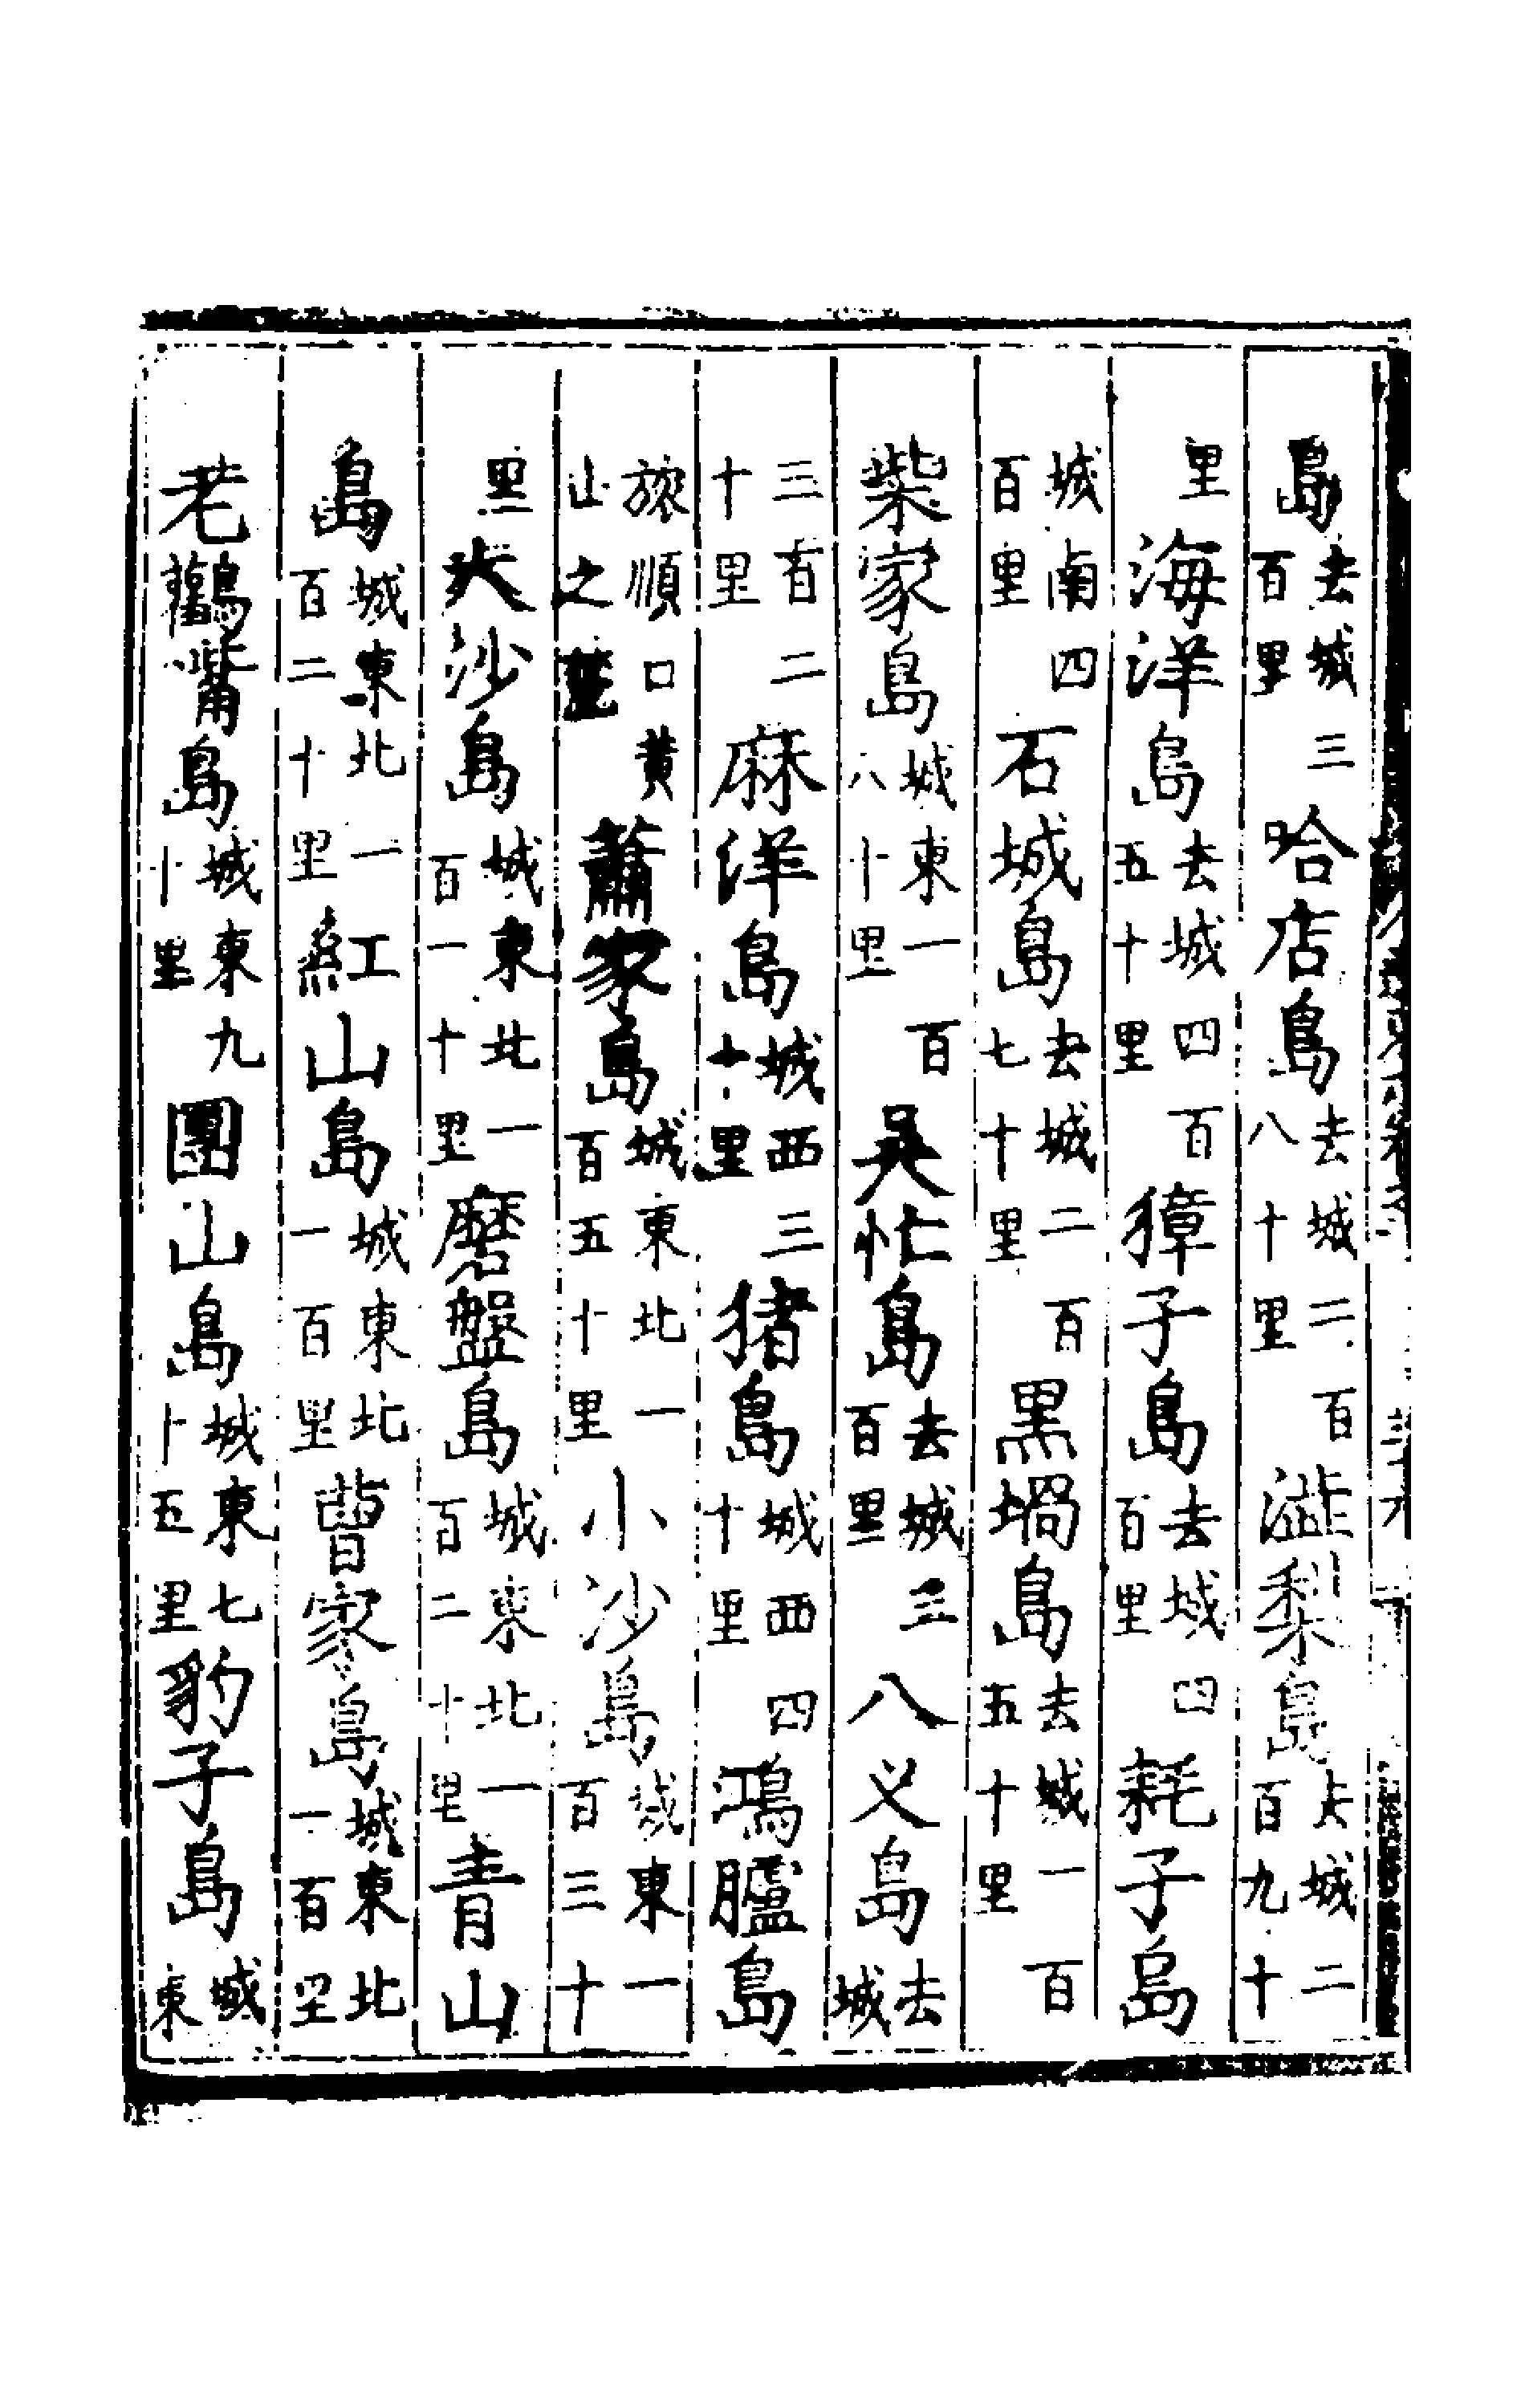 島去城三百里哈店島去城二百八十里澁梨島去城二百九十
里海洋島去城四百五十里獐子島去城四百里耗子島
城南四百里石城島去城二百七十里黒堝島去城一百五十里
柴家島城東一百八十里吳忙島去城三百里八义島去城
三百二十里麻洋島城西三十里猪島城西四十里鴻臚島
旅順口黄山之麓蕭家島城東北一百五十里小沙島城東一百三十
里大沙島城東北一百一十里磨盤島城東北一百二十里青山
島城東北一百二十里紅山島城東北一百里曹家島城東北一百里
老鸛嘴島城東九十里團山島城東七十五里豹子島城東